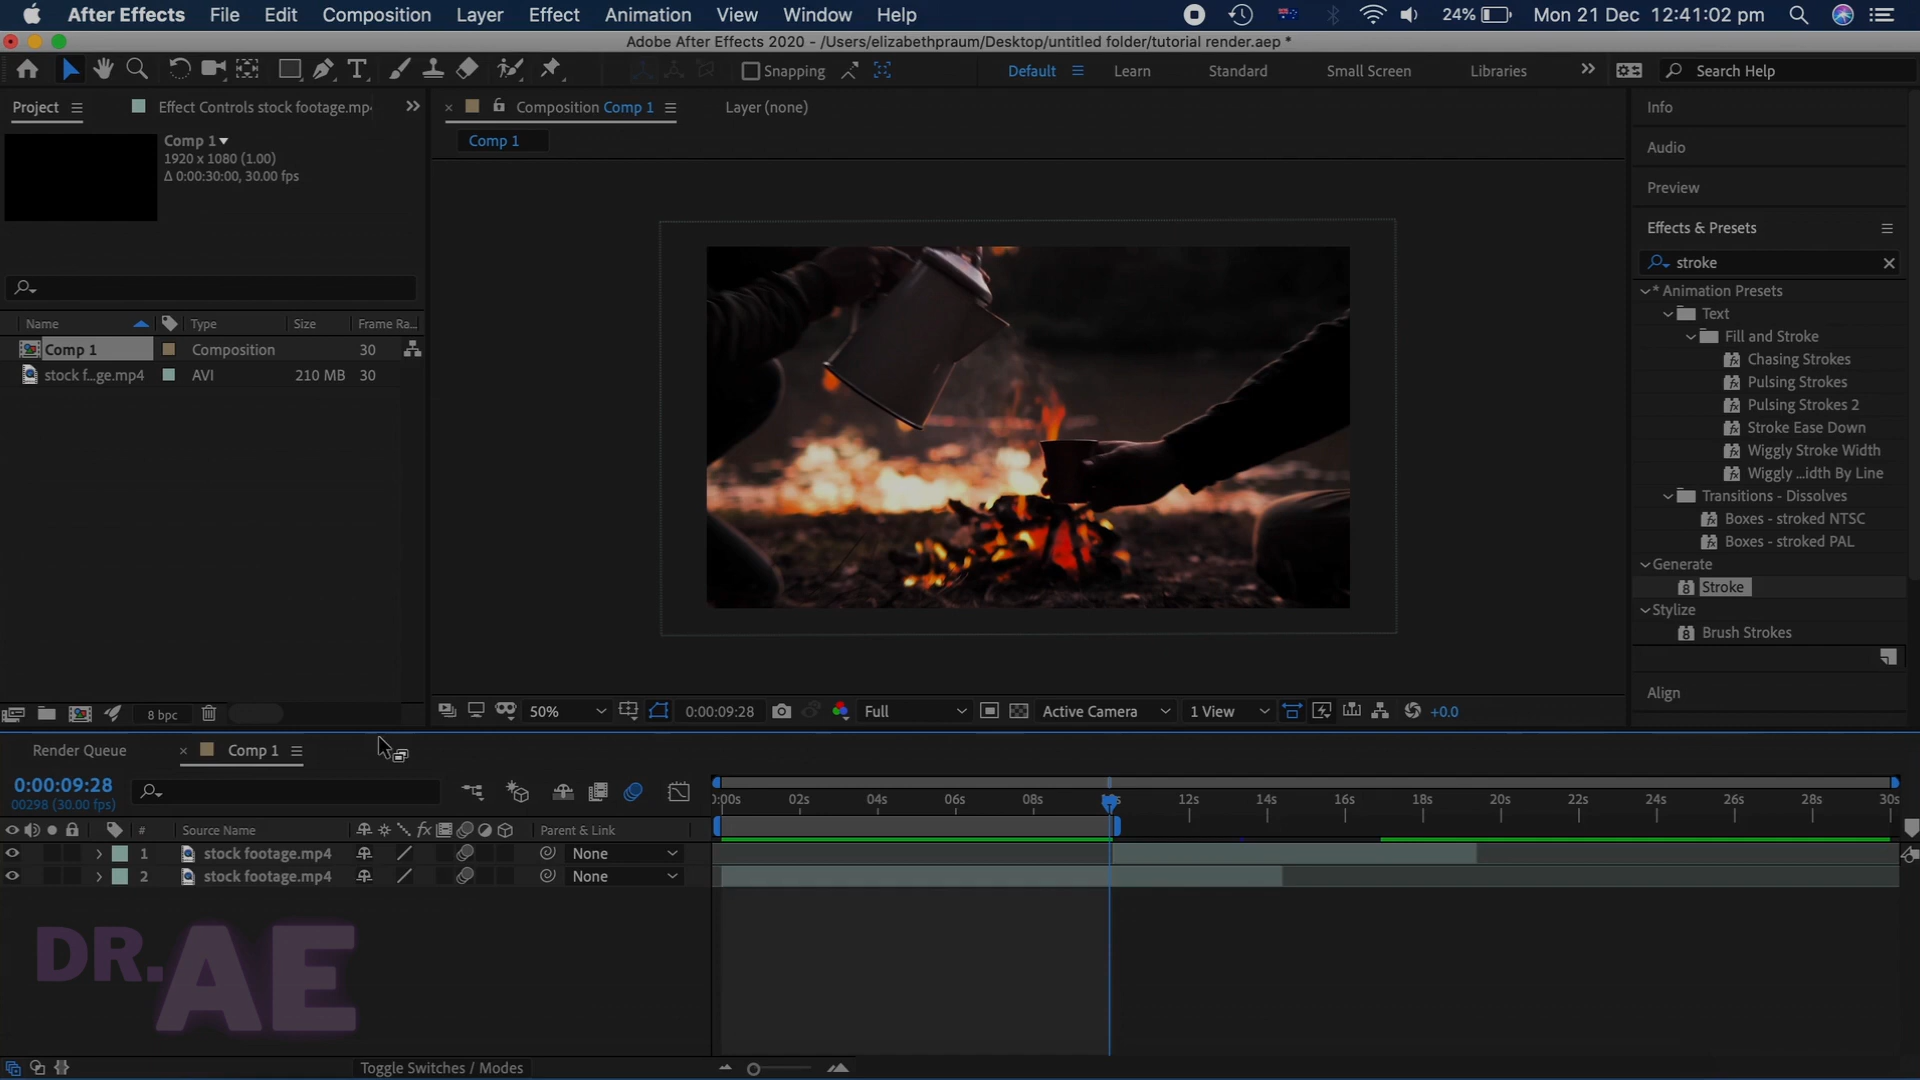 After Effects File Edit Composition Layer Effect Animation View Window Help 24% Mon 21 Dec 12:41:02 pm
Adobe After Effects 2020 - /Users/elizabethpraum/Desktop/untitled folder/tutorial render.aep *
Snapping Default Learn Standard Small Screen Libraries Search Help
Project Effect Controls stock footage.mp4
Composition Comp 1 Layer (none)
Comp 1
Comp 1
1920 x 1080 (1.00)
Δ 0:00:30:00, 30.00 fps
Name Type Size Frame Ra...
Comp 1 Composition 30
stock f...ge.mp4 AVI 210 MB 30
8 bpc
50% 0:00:09:28 Full Active Camera 1 View +0.0
Info
Audio
Preview
Effects & Presets
stroke
* Animation Presets
Text
Fill and Stroke
Chasing Strokes
Pulsing Strokes
Pulsing Strokes 2
Stroke Ease Down
Wiggly Stroke Width
Wiggly ...idth By Line
Transitions - Dissolves
Boxes - stroked NTSC
Boxes - stroked PAL
Generate
Stroke
Stylize
Brush Strokes
Align
Render Queue Comp 1
0:00:09:28
00298 (30.00 fps)
0:00s 02s 04s 06s 08s 10s 12s 14s 16s 18s 20s 22s 24s 26s 28s 30s
# Source Name fx Parent & Link
1 stock footage.mp4 None
2 stock footage.mp4 None
DR.AE
Toggle Switches / Modes